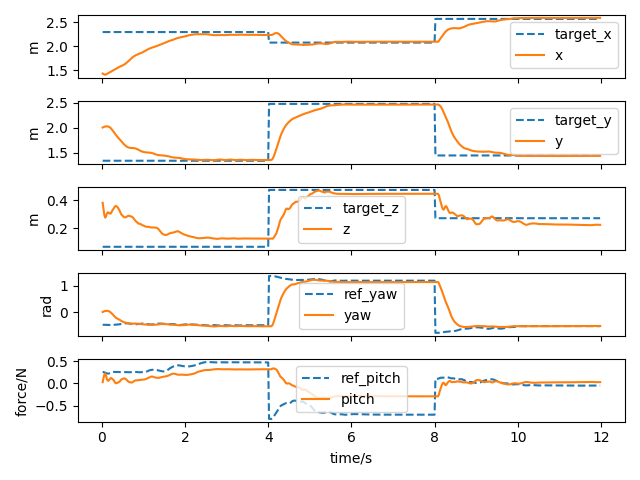 2.5
2.0
1.5
m
target_x
x
2.5
2.0
1.5
m
target_y
y
0.4
0.2
m
target_z
z
1
0
rad
ref_yaw
yaw
0.5
0.0
−0.5
force/N
ref_pitch
pitch
0 2 4 6 8 10 12
time/s